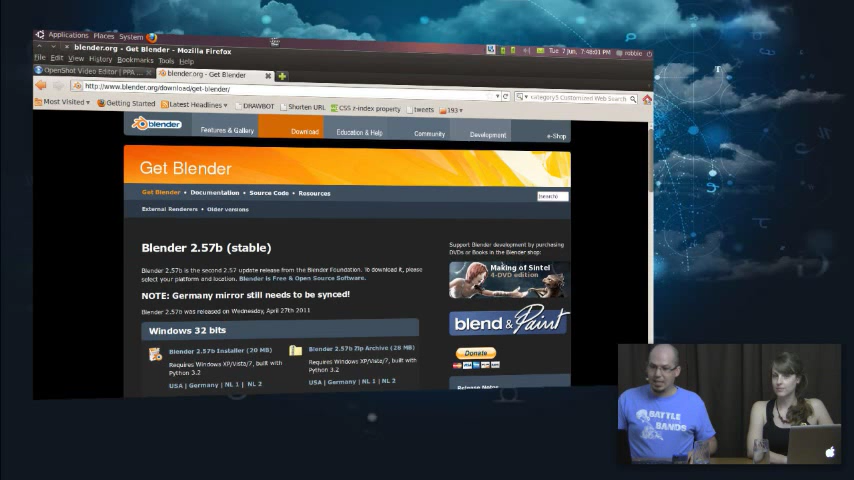 Applications Places System
Tue 7 Jun, 7:48:01 PM robbie
blender.org - Get Blender - Mozilla Firefox
File Edit View History Bookmarks Tools Help
OpenShot Video Editor | PPA ...
blender.org - Get Blender
http://www.blender.org/download/get-blender/
category5 Customized Web Search
Most Visited Getting Started Latest Headlines DRAWBOT Shorten URL CSS z-index property tweets 193
blender
Features & Gallery Download Education & Help Community Development e-Shop
Get Blender
Get Blender • Documentation • Source Code • Resources
Search
External Renderers • Older versions
Blender 2.57b (stable)
Blender 2.57b is the second 2.57 update release from the Blender Foundation. To download it, please
select your platform and location. Blender is Free & Open Source Software.
NOTE: Germany mirror still needs to be synced!
Blender 2.57b was released on Wednesday, April 27th 2011
Windows 32 bits
Blender 2.57b Installer (20 MB)
Requires Windows XP/Vista/7, built with
Python 3.2
USA | Germany | NL 1 | NL 2
Blender 2.57b Zip Archive (26 MB)
Requires Windows XP/Vista/7, built with
Python 3.2
USA | Germany | NL 1 | NL 2
Support Blender development by purchasing
DVDs or Books in the Blender shop:
Making of Sintel
4-DVD edition
blend & Paint
Donate
Release Notes
BATTLE
BANDS